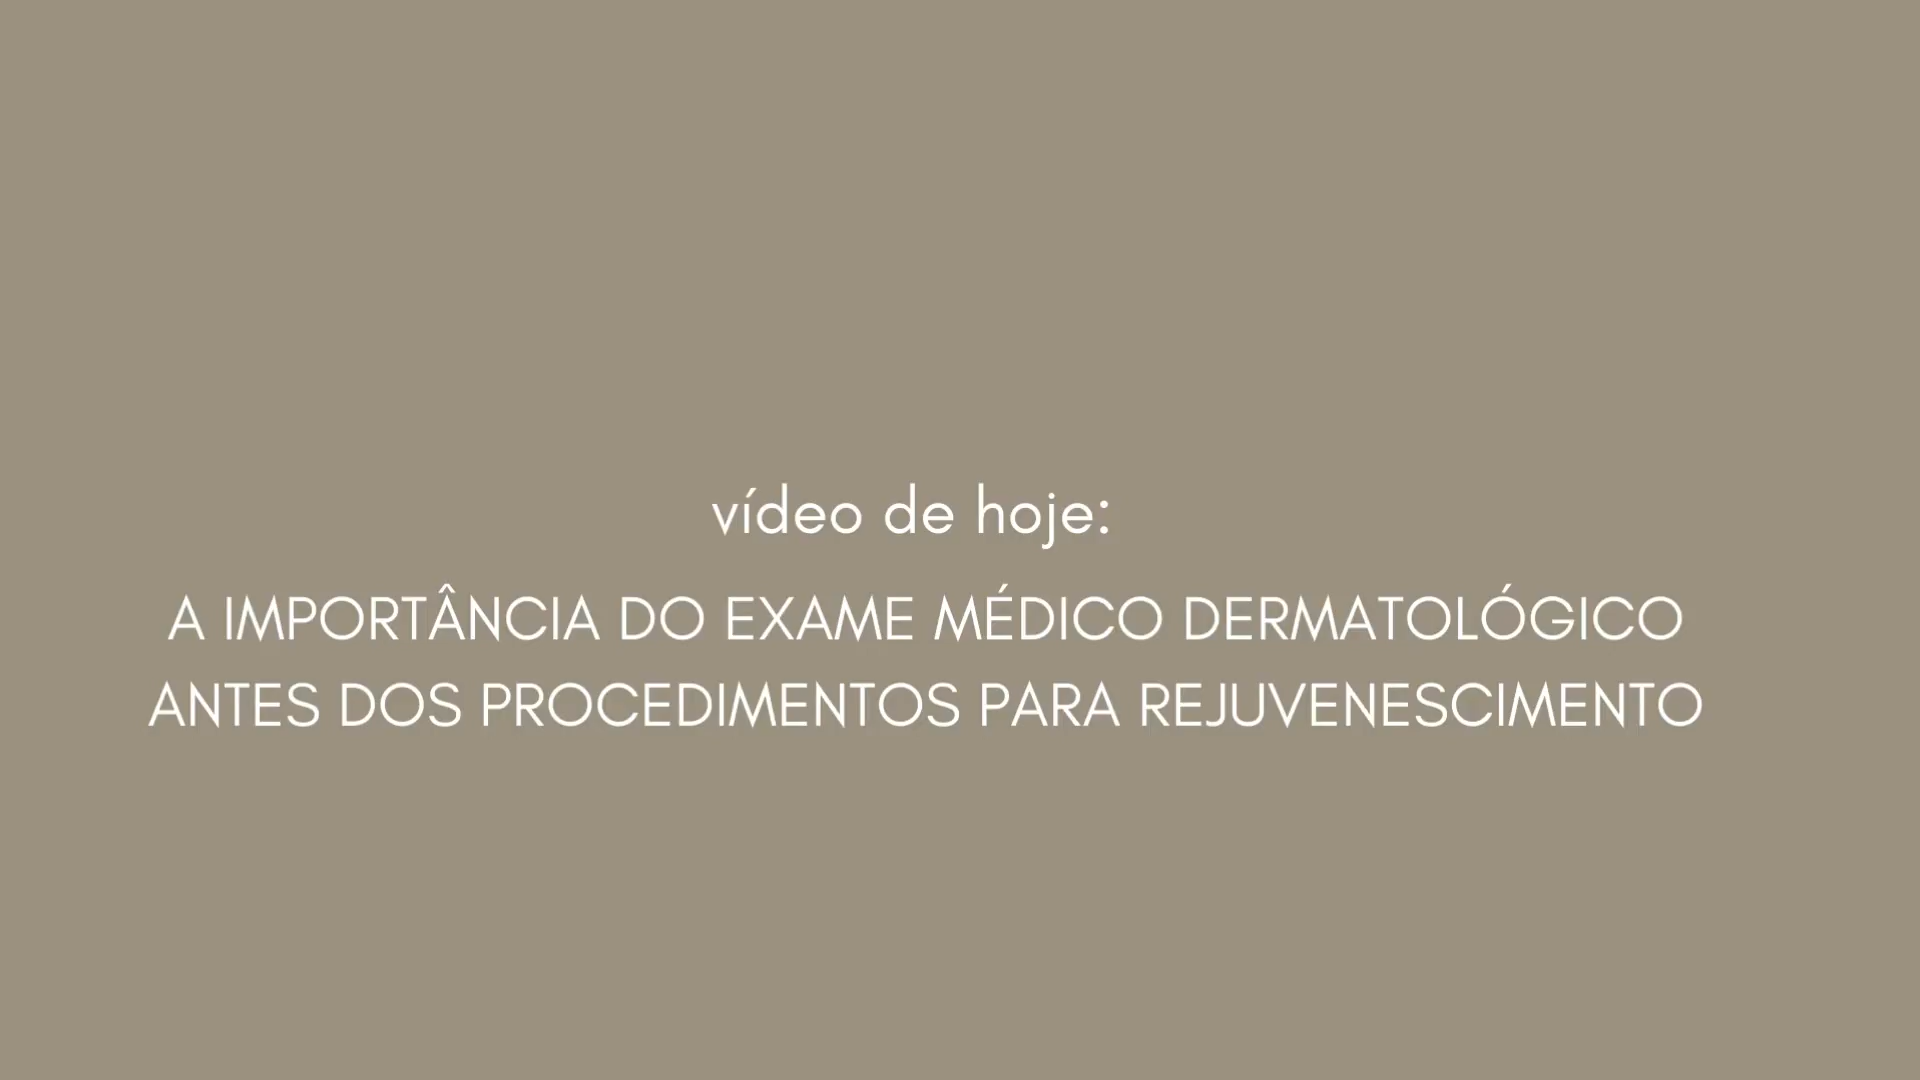 vídeo de hoje:
A IMPORTÂNCIA DO EXAME MÉDICO DERMATOLÓGICO
ANTES DOS PROCEDIMENTOS PARA REJUVENESCIMENTO